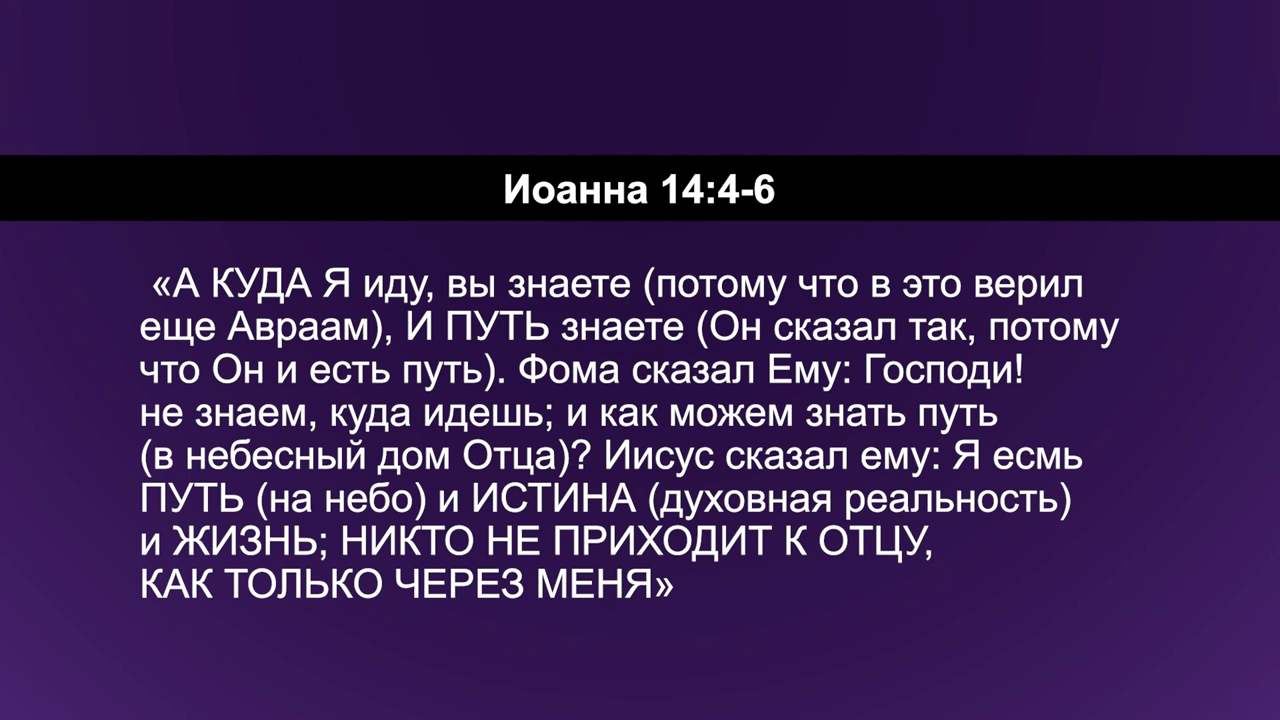 Иоанна 14:4-6
«А КУДА Я иду, вы знаете (потому что в это верил
еще Авраам), И ПУТЬ знаете (Он сказал так, потому
что Он и есть путь). Фома сказал Ему: Господи!
не знаем, куда идешь; и как можем знать путь
(в небесный дом Отца)? Иисус сказал ему: Я есмь
ПУТЬ (на небо) и ИСТИНА (духовная реальность)
и ЖИЗНЬ; НИКТО НЕ ПРИХОДИТ К ОТЦУ,
КАК ТОЛЬКО ЧЕРЕЗ МЕНЯ»